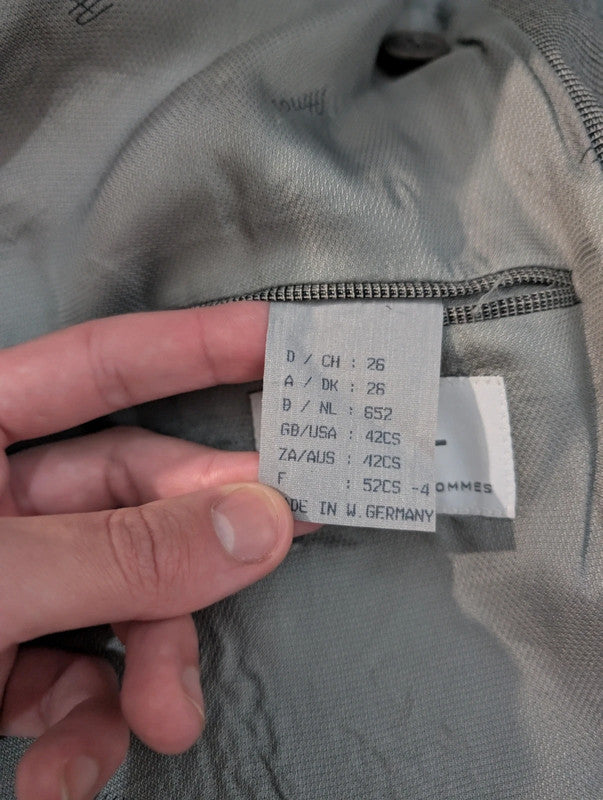 D / CH : 26
A / DK : 26
B / NL : 652
GB/USA : 42CS
ZA/AUS : 42CS
F : 52CS -4
DE IN W.GERMANY
OMMES